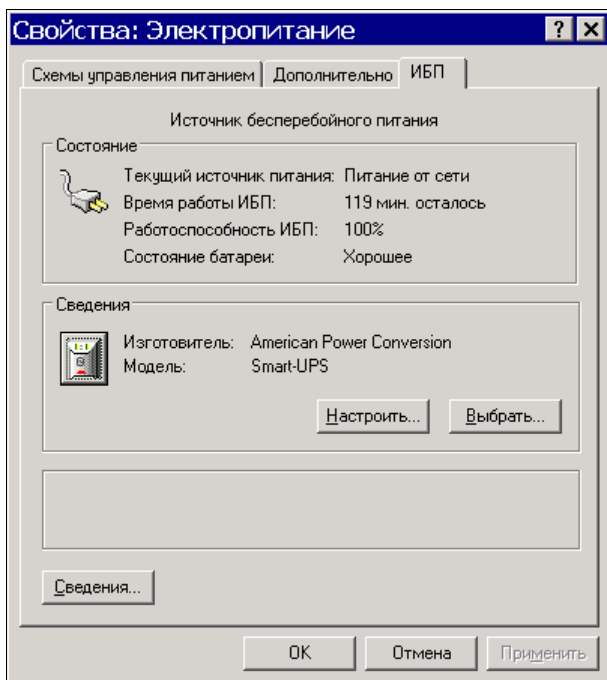 Свойства: Электропитание
Схемы управления питанием Дополнительно ИБП
Источник бесперебойного питания
Состояние
Текущий источник питания: Питание от сети
Время работы ИБП: 119 мин. осталось
Работоспособность ИБП: 100%
Состояние батареи: Хорошее
Сведения
Изготовитель: American Power Conversion
Модель: Smart-UPS
Настроить... Выбрать...
Сведения...
OK Отмена Применить